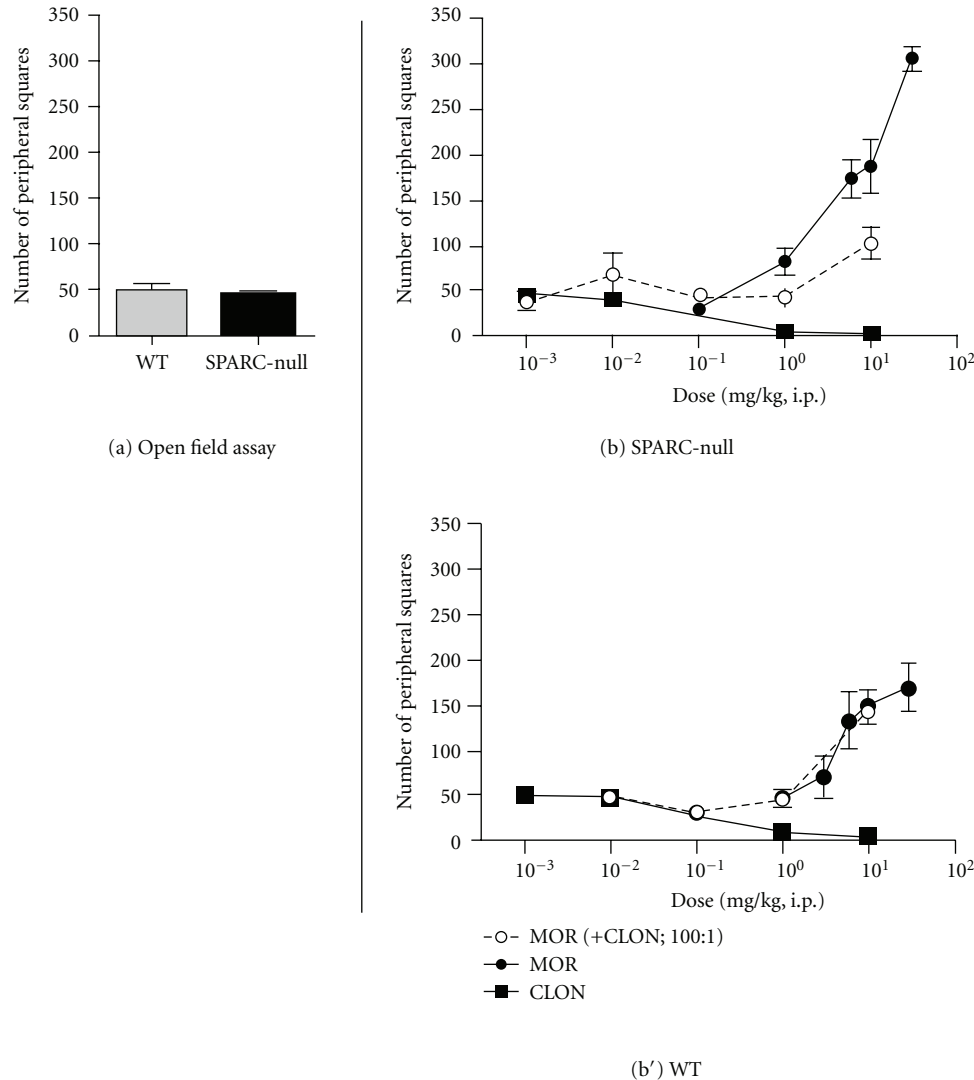 350
300
250
200
150
100
50
0
Number of peripheral squares
WT SPARC-null
(a) Open field assay
350
300
250
200
150
100
50
0
Number of peripheral squares
10⁻³ 10⁻² 10⁻¹ 10⁰ 10¹ 10²
Dose (mg/kg, i.p.)
(b) SPARC-null
350
300
250
200
150
100
50
0
Number of peripheral squares
10⁻³ 10⁻² 10⁻¹ 10⁰ 10¹ 10²
Dose (mg/kg, i.p.)
MOR (+CLON; 100:1)
MOR
CLON
(b′) WT